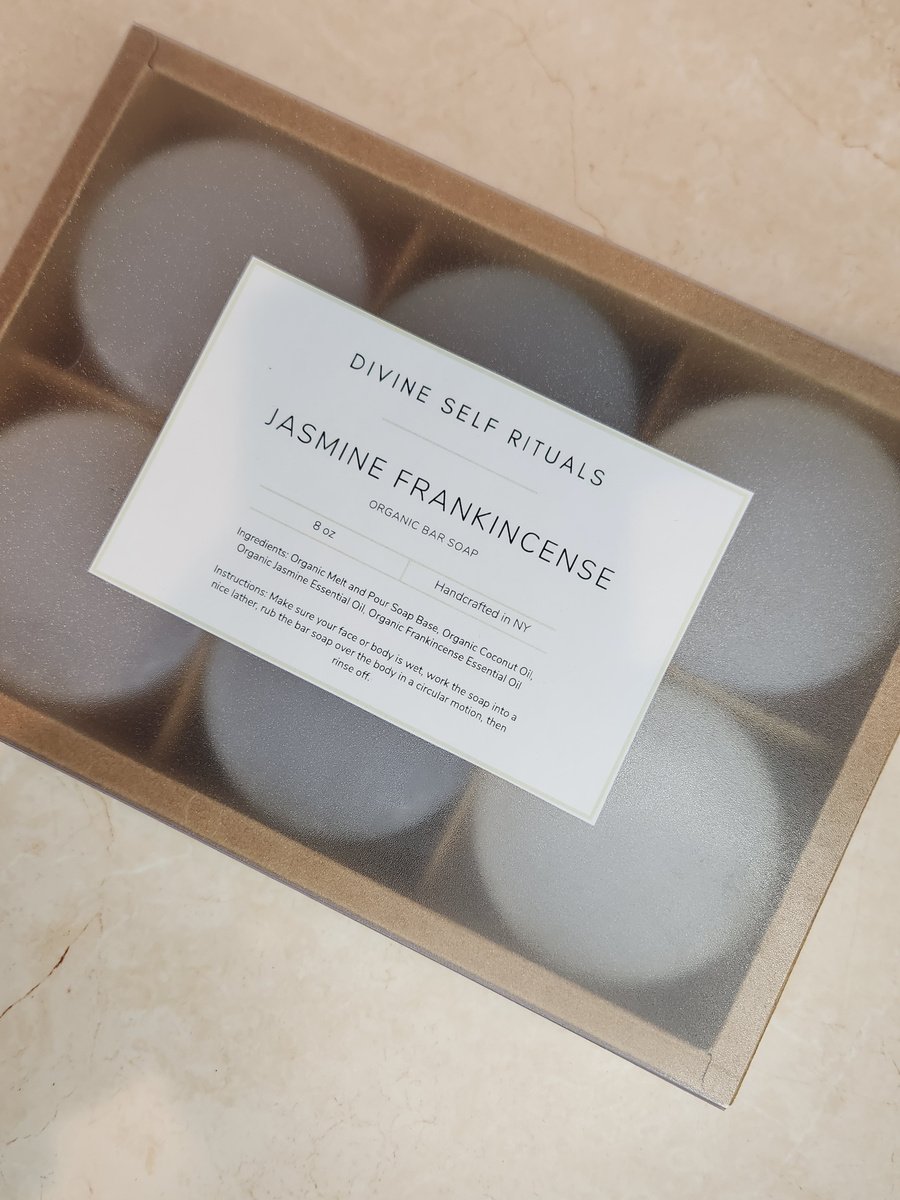 DIVINE SELF RITUALS
JASMINE FRANKINCENSE
ORGANIC BAR SOAP
8 oz
Handcrafted in NY
Ingredients: Organic Melt and Pour Soap Base, Organic Coconut Oil,
Organic Jasmine Essential Oil, Organic Frankincense Essential Oil
Instructions: Make sure your face or body is wet, work the soap into a
nice lather, rub the bar soap over the body in a circular motion, then
rinse off.